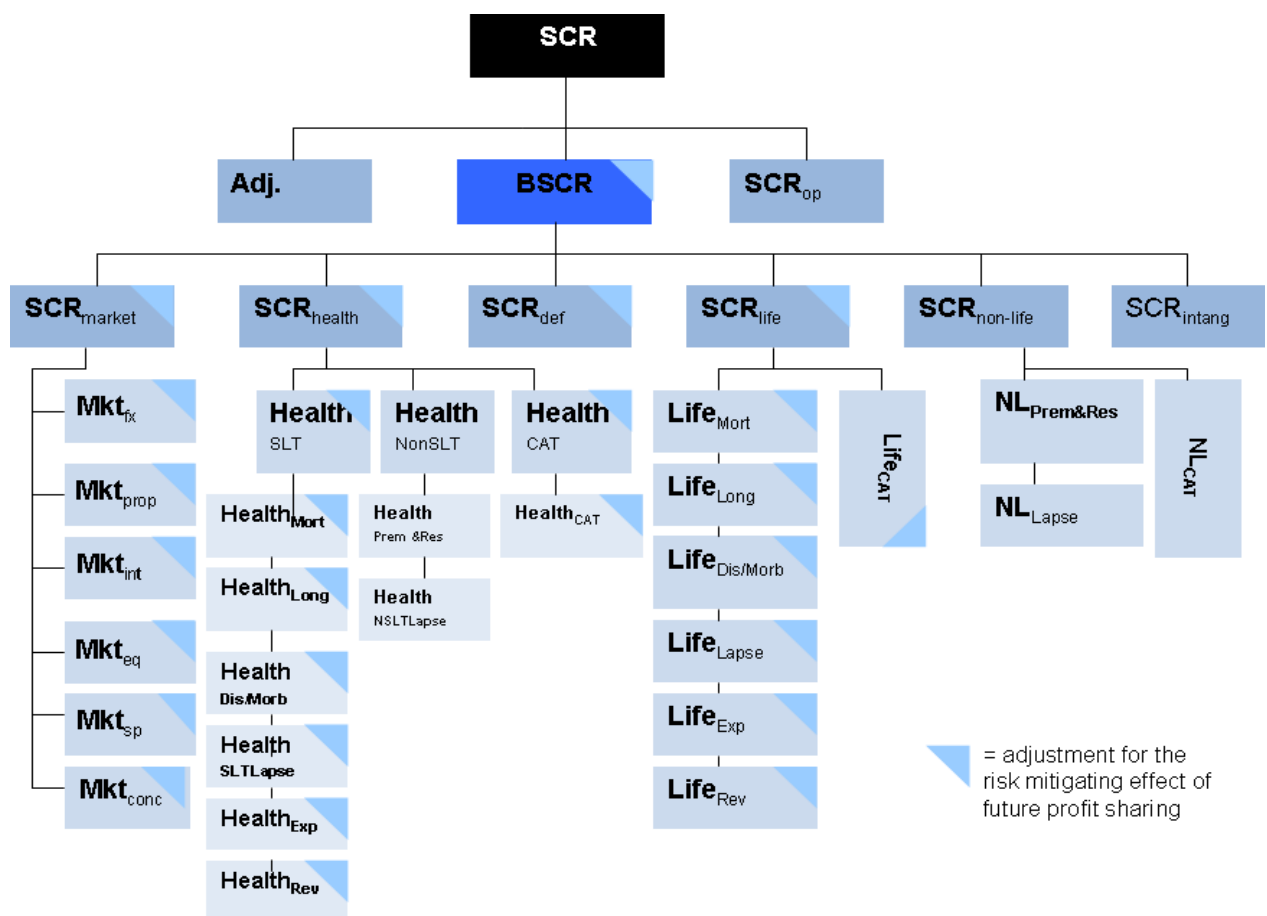 SCR
Adj.
BSCR
SCRop
SCRmarket
SCRhealth
SCRdef
SCRlife
SCRnon-life
SCRintang
Mktfx
Mktprop
Mktint
Mkteq
Mktsp
Mktconc
Health
SLT
HealthMort
HealthLong
Health
Dis/Morb
Health
SLTLapse
HealthExp
HealthRev
Health
NonSLT
Health
Prem &Res
Health
NSLTLapse
Health
CAT
HealthCAT
LifeMort
LifeLong
LifeDis/Morb
LifeLapse
LifeExp
LifeRev
LifeCAT
NLPrem&Res
NLLapse
NLCAT
= adjustment for the
risk mitigating effect of
future profit sharing